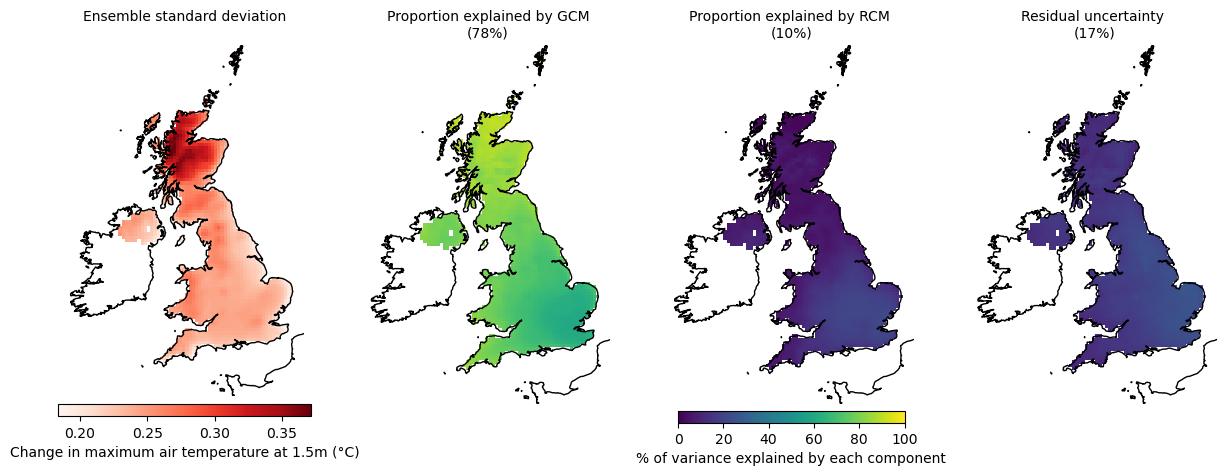 Ensemble standard deviation
Proportion explained by GCM
(78%)
Proportion explained by RCM
(10%)
Residual uncertainty
(17%)
0.20 0.25 0.30 0.35
Change in maximum air temperature at 1.5m (°C)
0 20 40 60 80 100
% of variance explained by each component